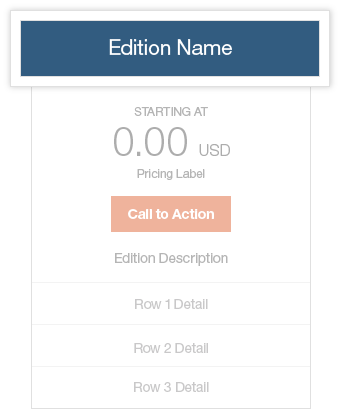 Edition Name
STARTING AT
0.00 USD
Pricing Label
Call to Action
Edition Description
Row 1 Detail
Row 2 Detail
Row 3 Detail